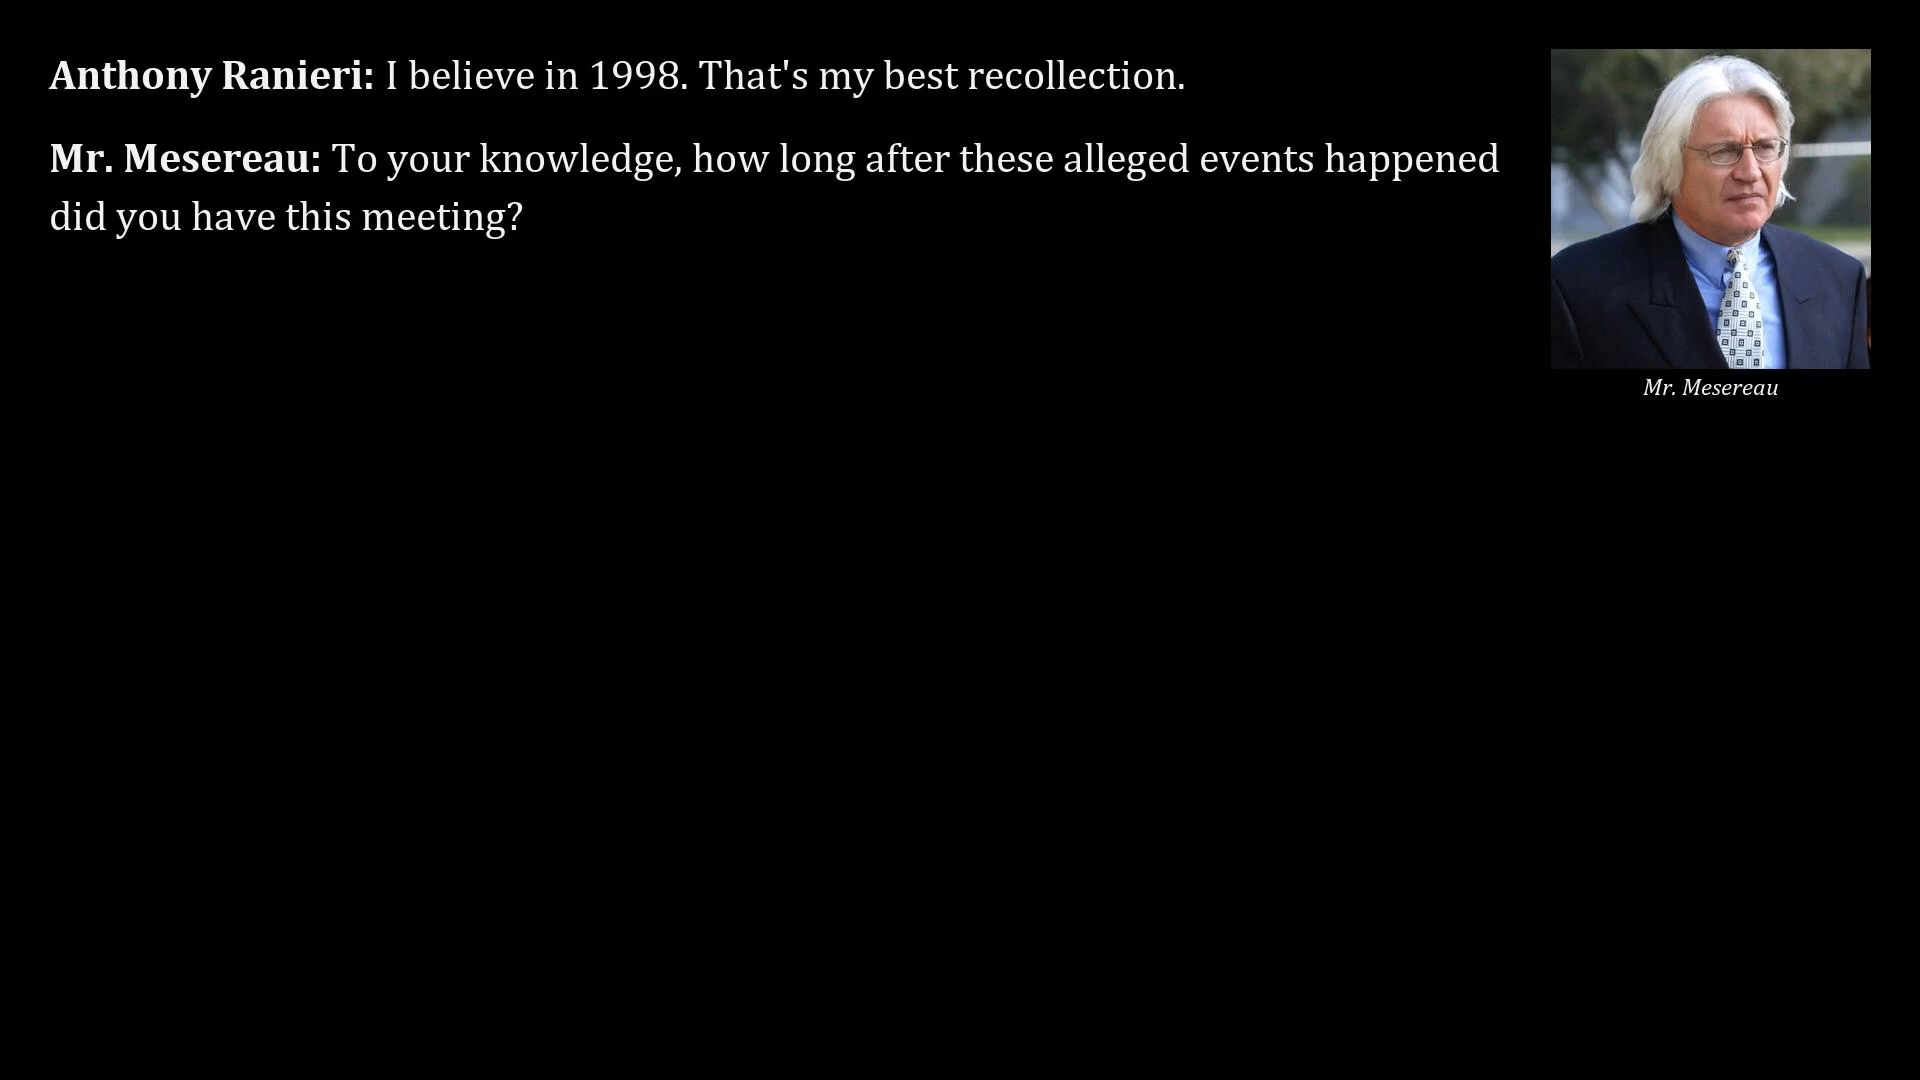 Anthony Ranieri: I believe in 1998. That's my best recollection.
Mr. Mesereau: To your knowledge, how long after these alleged events happened
did you have this meeting?
Mr. Mesereau